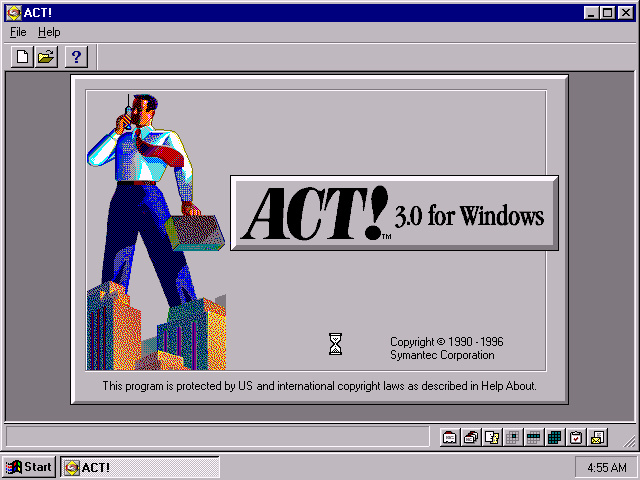 ACT!
File Help
?
ACT!™ 3.0 for Windows
Copyright © 1990 - 1996
Symantec Corporation
This program is protected by US and international copyright laws as described in Help About.
Start
ACT!
4:55 AM